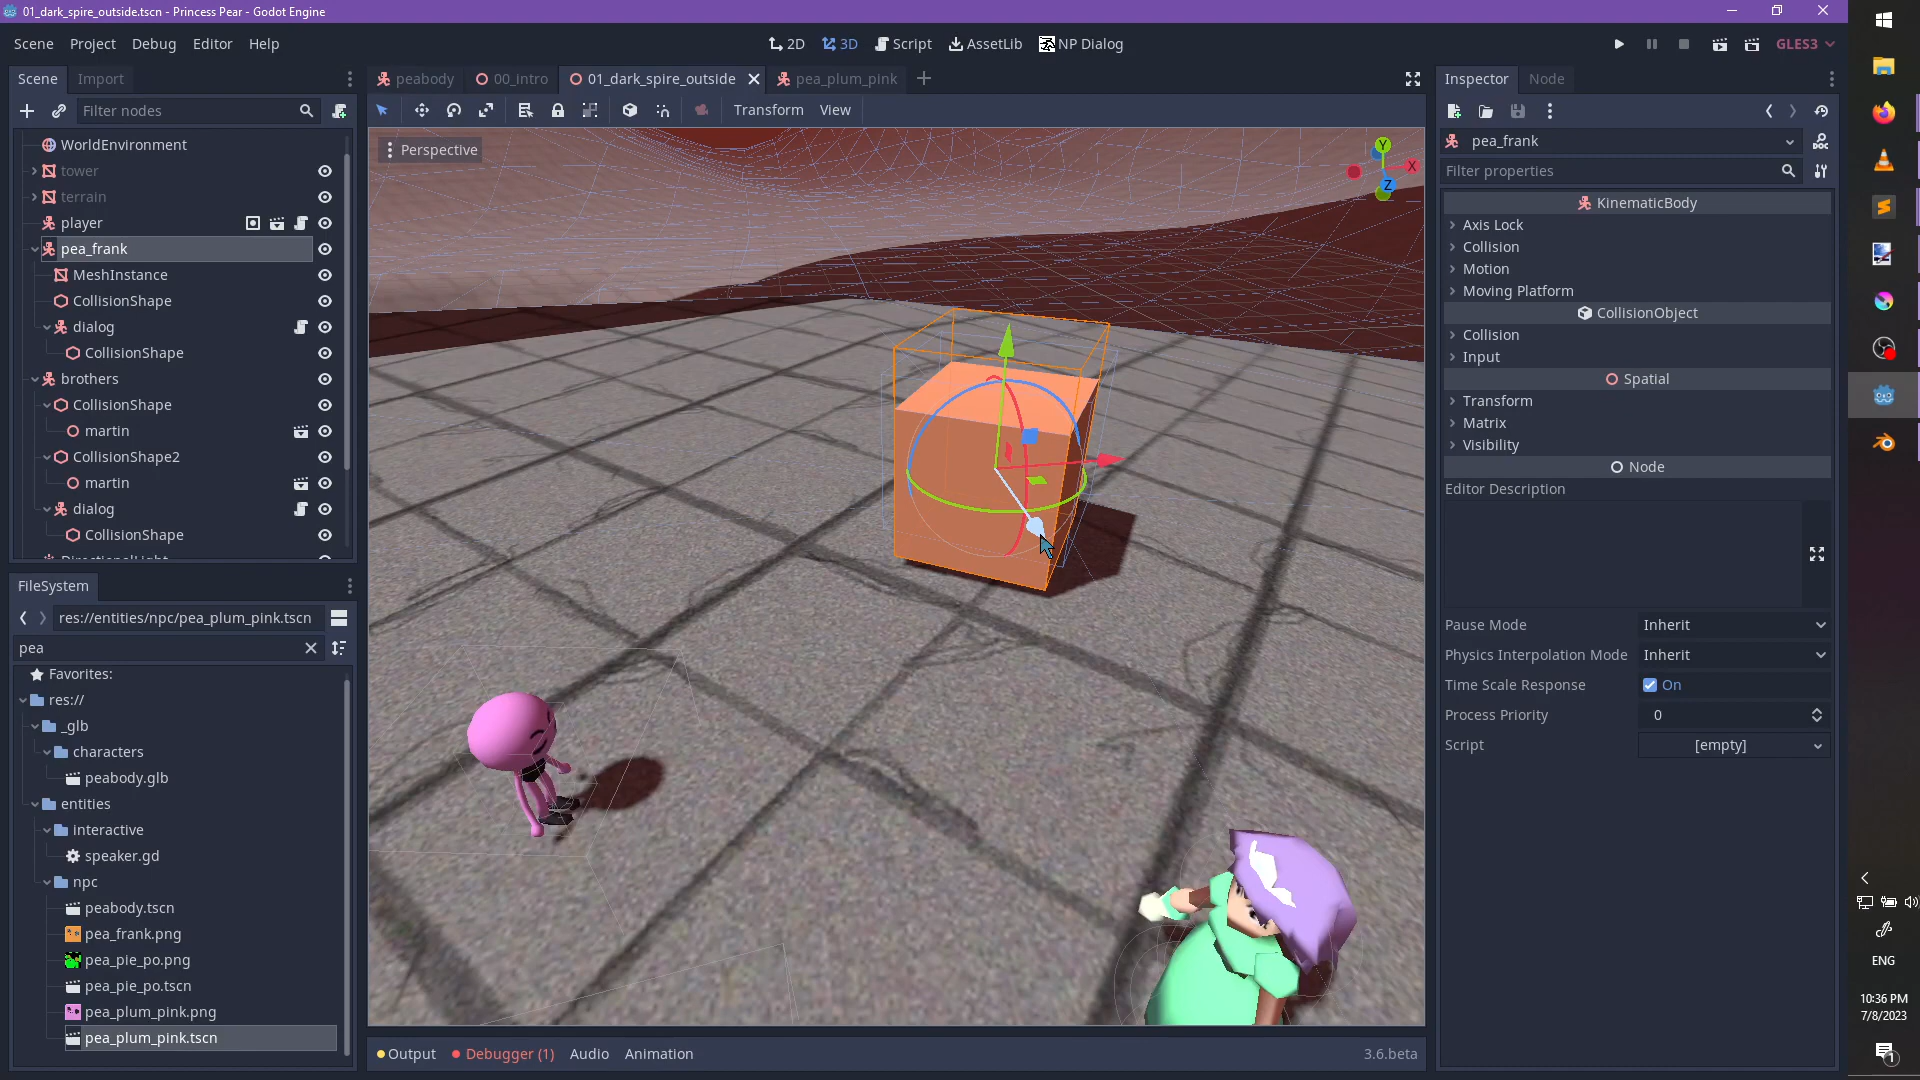 01_dark_spire_outside.tscn - Princess Pear - Godot Engine
Scene Project Debug Editor Help
2D 3D Script AssetLib NP Dialog
GLES3
Scene Import
peabody 00_intro 01_dark_spire_outside pea_plum_pink
Inspector Node
Filter nodes
Transform View
WorldEnvironment
tower
terrain
player
pea_frank
MeshInstance
CollisionShape
dialog
CollisionShape
brothers
CollisionShape
martin
CollisionShape2
martin
dialog
CollisionShape
Perspective
Y
X
Z
FileSystem
res://entities/npc/pea_plum_pink.tscn
pea
Favorites:
res://
_glb
characters
peabody.glb
entities
interactive
speaker.gd
npc
peabody.tscn
pea_frank.png
pea_pie_po.png
pea_pie_po.tscn
pea_plum_pink.png
pea_plum_pink.tscn
Output Debugger (1) Audio Animation 3.6.beta
pea_frank
Filter properties
KinematicBody
Axis Lock
Collision
Motion
Moving Platform
CollisionObject
Collision
Input
Spatial
Transform
Matrix
Visibility
Node
Editor Description
Pause Mode Inherit
Physics Interpolation Mode Inherit
Time Scale Response On
Process Priority 0
Script [empty]
ENG
10:36 PM
7/8/2023
1